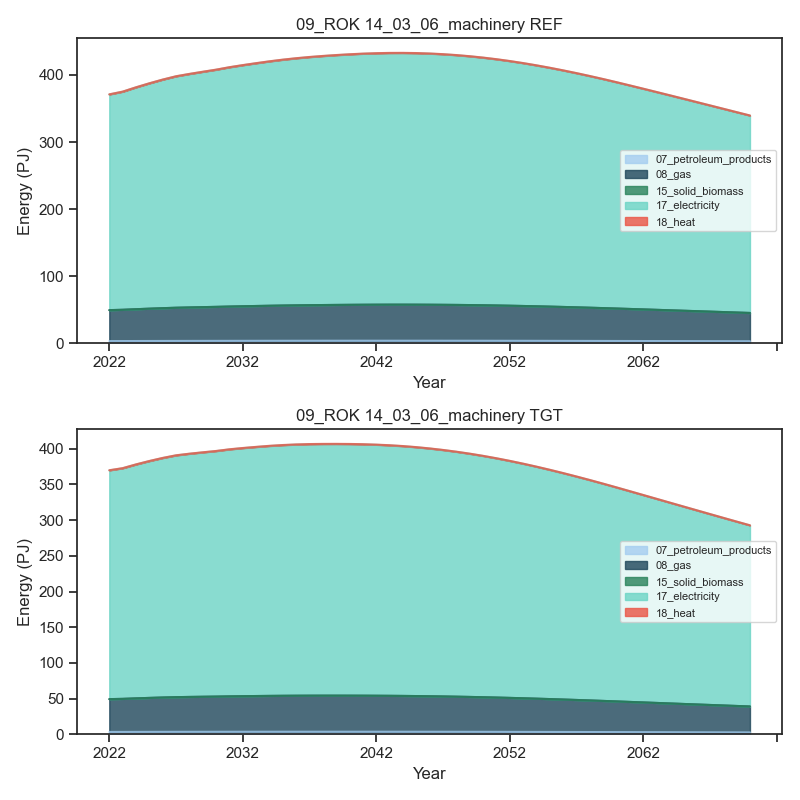 09_ROK 14_03_06_machinery REF
400
300
200
100
0
Energy (PJ)
07_petroleum_products
08_gas
15_solid_biomass
17_electricity
18_heat
2022 2032 2042 2052 2062
Year
09_ROK 14_03_06_machinery TGT
400
350
300
250
200
150
100
50
0
Energy (PJ)
07_petroleum_products
08_gas
15_solid_biomass
17_electricity
18_heat
2022 2032 2042 2052 2062
Year